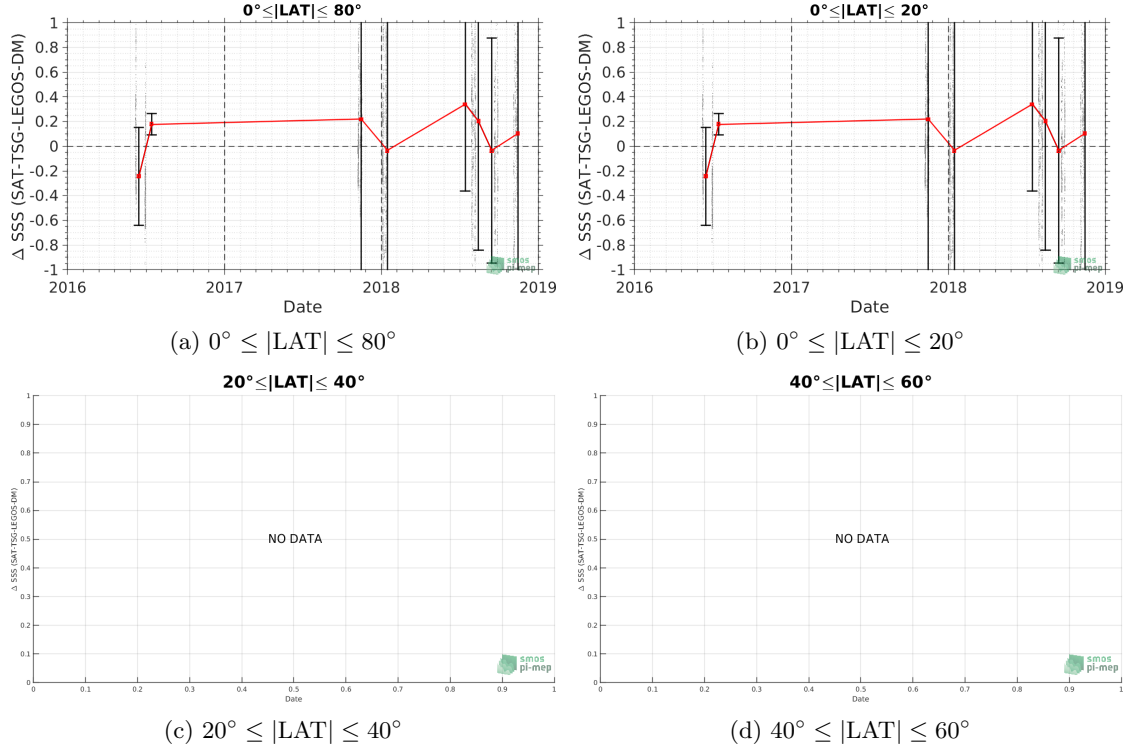 0°≤|LAT|≤ 80°
0°≤|LAT|≤ 20°
Δ SSS (SAT-TSG-LEGOS-DM)
1
0.8
0.6
0.4
0.2
0
-0.2
-0.4
-0.6
-0.8
-1
2016
2017
2018
2019
Date
smos
pi-mep
Δ SSS (SAT-TSG-LEGOS-DM)
1
0.8
0.6
0.4
0.2
0
-0.2
-0.4
-0.6
-0.8
-1
2016
2017
2018
2019
Date
smos
pi-mep
(a) 0° ≤ |LAT| ≤ 80°
(b) 0° ≤ |LAT| ≤ 20°
20°≤|LAT|≤ 40°
40°≤|LAT|≤ 60°
Δ SSS (SAT-TSG-LEGOS-DM)
1
0.9
0.8
0.7
0.6
0.5
0.4
0.3
0.2
0.1
0
NO DATA
smos
pi-mep
0 0.1 0.2 0.3 0.4 0.5 0.6 0.7 0.8 0.9 1
Date
Δ SSS (SAT-TSG-LEGOS-DM)
1
0.9
0.8
0.7
0.6
0.5
0.4
0.3
0.2
0.1
0
NO DATA
smos
pi-mep
0 0.1 0.2 0.3 0.4 0.5 0.6 0.7 0.8 0.9 1
Date
(c) 20° ≤ |LAT| ≤ 40°
(d) 40° ≤ |LAT| ≤ 60°